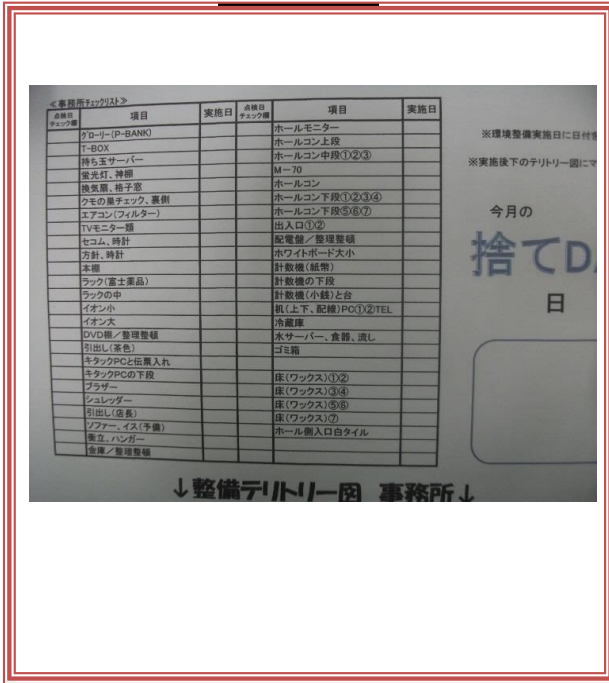 ≪事務所チェックリスト≫
点検日 チェック欄 項目 実施日 点検日 チェック欄 項目 実施日
グローリー(P-BANK) ホールモニター
T-BOX ホールコン上段
持ち玉サーバー ホールコン中段①②③
蛍光灯、神棚 M-70
換気扇、格子窓 ホールコン
クモの巣チェック、裏側 ホールコン下段①②③④
エアコン(フィルター) ホールコン下段⑤⑥⑦
TVモニター類 出入口①②
セコム、時計 配電盤/整理整頓
方針、時計 ホワイトボード大小
本棚 計数機(紙幣)
ラック(富士薬品) 計数機の下段
ラックの中 計数機(小銭)と台
イオン小 机(上下、配線)PC①②TEL
イオン大 冷蔵庫
DVD棚/整理整頓 水サーバー、食器、流し
引出し(茶色) ゴミ箱
キタックPCと伝票入れ
キタックPCの下段 床(ワックス)①②
ブラザー 床(ワックス)③④
シュレッダー 床(ワックス)⑤⑥
引出し(店長) 床(ワックス)⑦
ソファー、イス(予備) ホール側入口白タイル
衝立、ハンガー
金庫/整理整頓
※環境整備実施日に日付を
※実施後下のテリトリー図にマ
今月の
捨てDA
日
↓整備テリトリー図 事務所↓